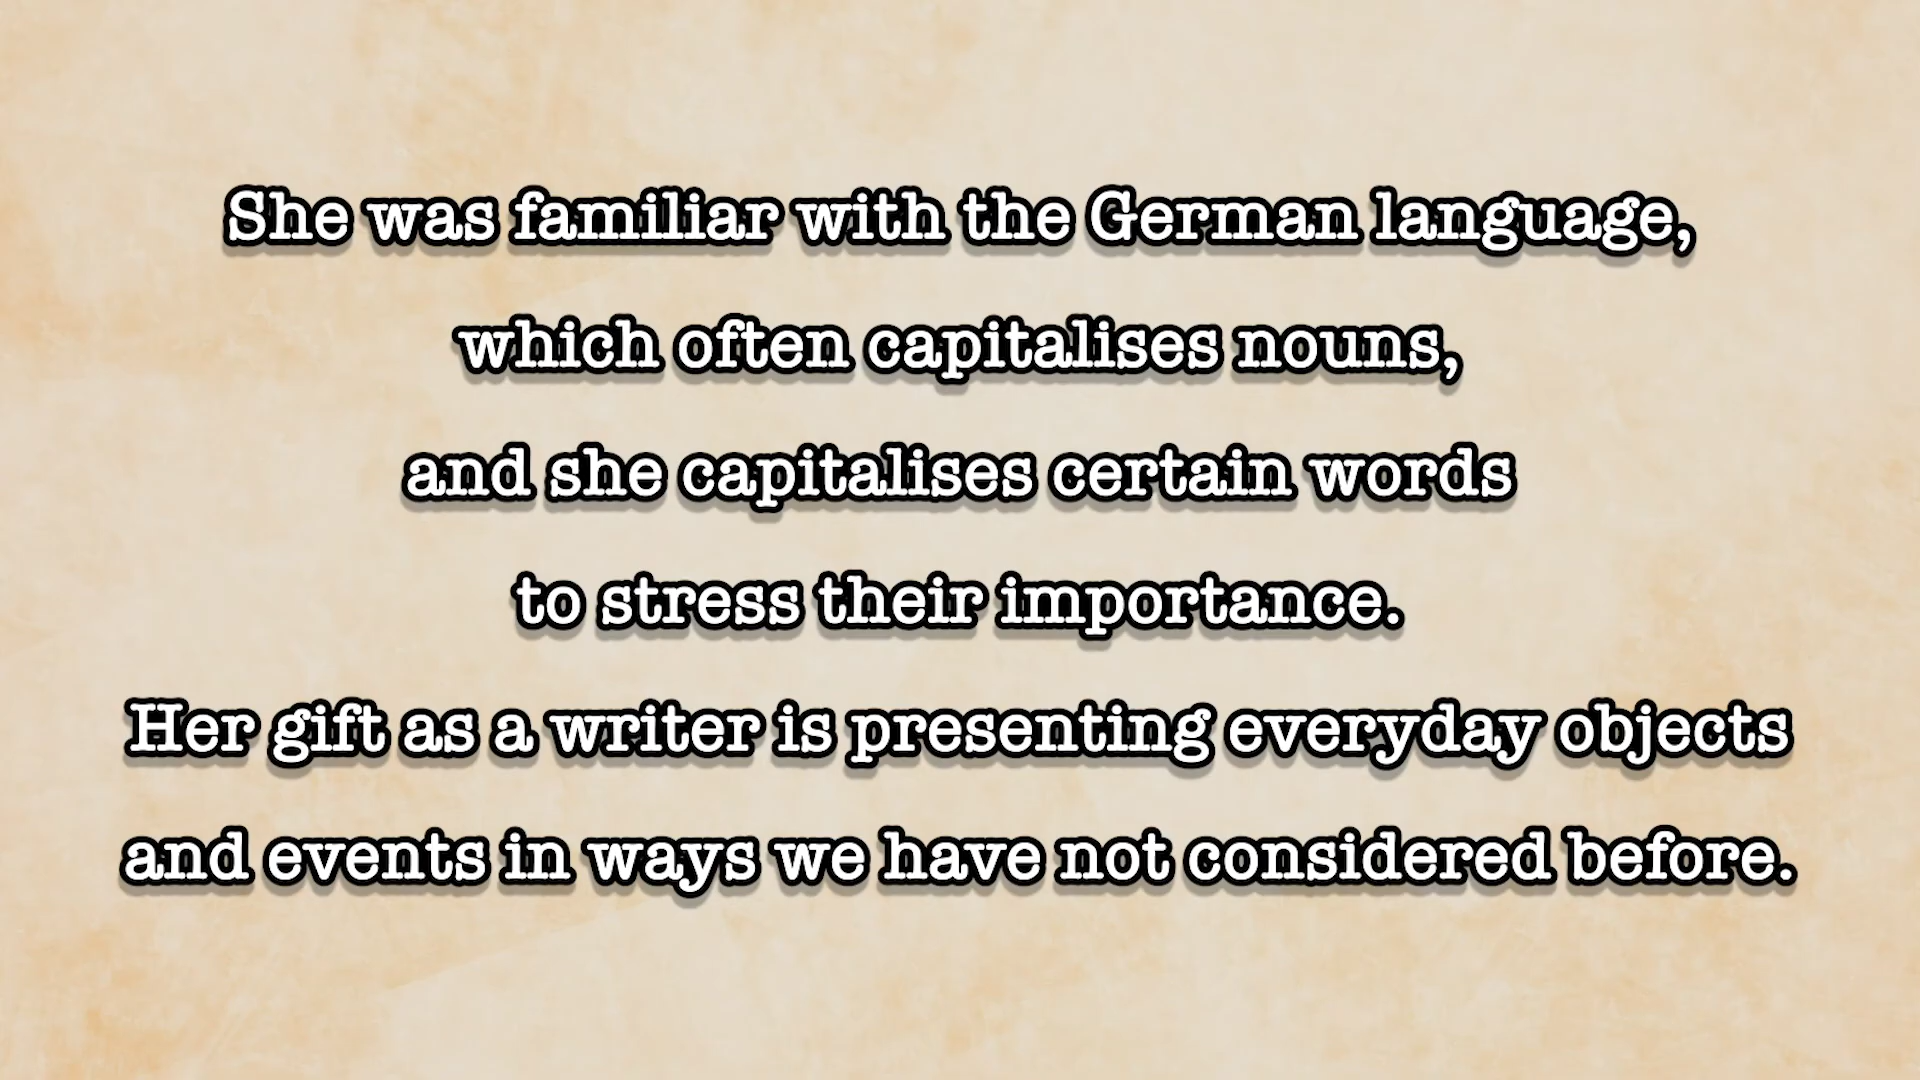 She was familiar with the German language,
which often capitalises nouns,
and she capitalises certain words
to stress their importance.
Her gift as a writer is presenting everyday objects
and events in ways we have not considered before.